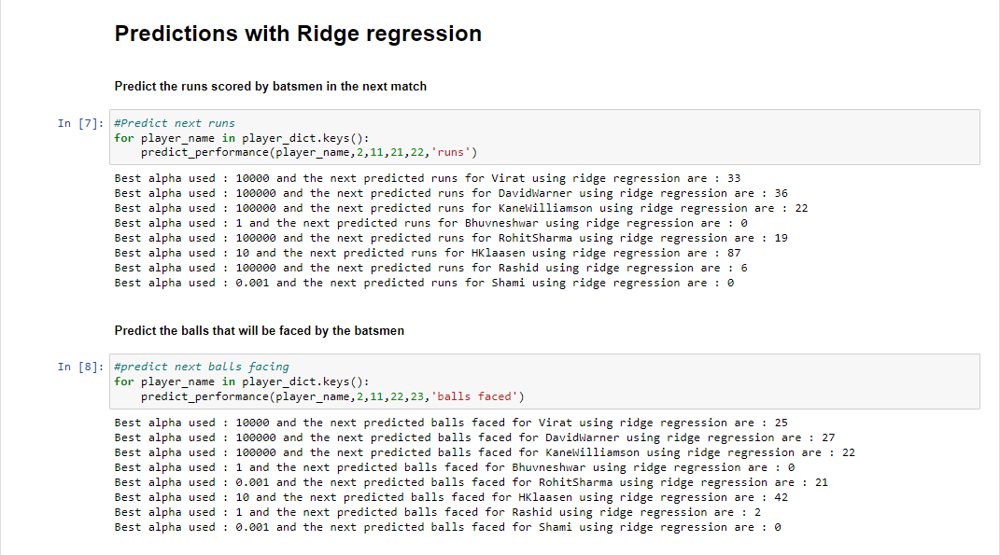 Predictions with Ridge regression
Predict the runs scored by batsmen in the next match
In [7]: #Predict next runs
for player_name in player_dict.keys():
predict_performance(player_name,2,11,21,22,'runs')
Best alpha used : 10000 and the next predicted runs for Virat using ridge regression are : 33
Best alpha used : 100000 and the next predicted runs for DavidWarner using ridge regression are : 36
Best alpha used : 100000 and the next predicted runs for KaneWilliamson using ridge regression are : 22
Best alpha used : 1 and the next predicted runs for Bhuvneshwar using ridge regression are : 0
Best alpha used : 100000 and the next predicted runs for RohitSharma using ridge regression are : 19
Best alpha used : 10 and the next predicted runs for HKlaasen using ridge regression are : 87
Best alpha used : 100000 and the next predicted runs for Rashid using ridge regression are : 6
Best alpha used : 0.001 and the next predicted runs for Shami using ridge regression are : 0
Predict the balls that will be faced by the batsmen
In [8]: #predict next balls facing
for player_name in player_dict.keys():
predict_performance(player_name,2,11,22,23,'balls faced')
Best alpha used : 10000 and the next predicted balls faced for Virat using ridge regression are : 25
Best alpha used : 100000 and the next predicted balls faced for DavidWarner using ridge regression are : 27
Best alpha used : 100000 and the next predicted balls faced for KaneWilliamson using ridge regression are : 22
Best alpha used : 1 and the next predicted balls faced for Bhuvneshwar using ridge regression are : 0
Best alpha used : 0.001 and the next predicted balls faced for RohitSharma using ridge regression are : 21
Best alpha used : 10 and the next predicted balls faced for HKlaasen using ridge regression are : 42
Best alpha used : 1 and the next predicted balls faced for Rashid using ridge regression are : 2
Best alpha used : 0.001 and the next predicted balls faced for Shami using ridge regression are : 0